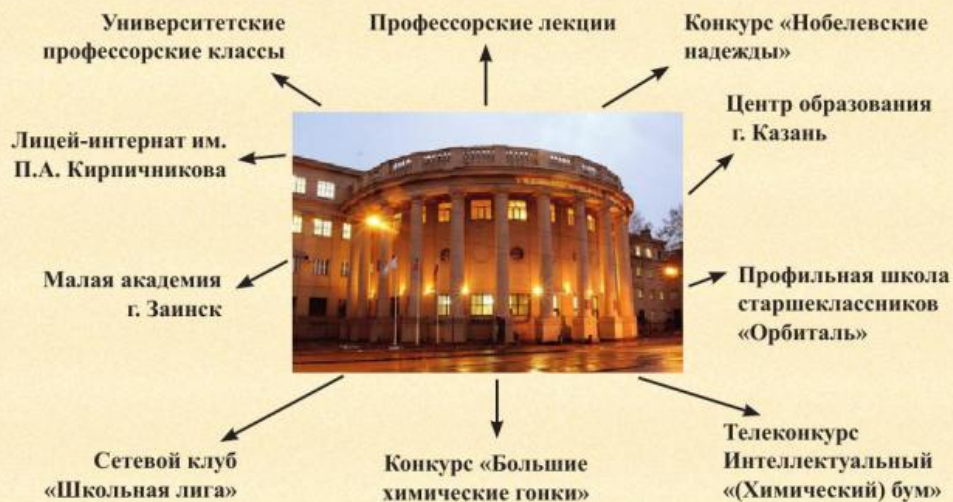 Университетские
профессорские классы
Профессорские лекции
Конкурс «Нобелевские
надежды»
Лицей-интернат им.
П.А. Кирпичникова
Центр образования
г. Казань
Малая академия
г. Заинск
Профильная школа
старшеклассников
«Орбиталь»
Сетевой клуб
«Школьная лига»
Конкурс «Большие
химические гонки»
Телеконкурс
Интеллектуальный
«(Химический) бум»